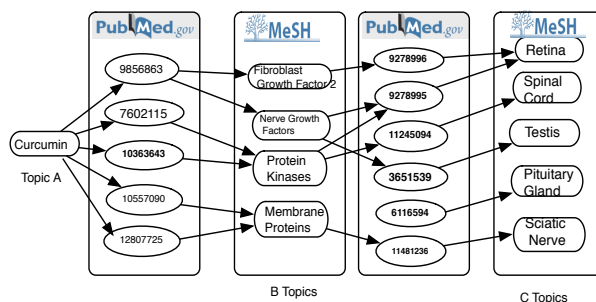 PubMed.gov
MeSH
PubMed.gov
MeSH
Curcumin
Topic A
9856863
7602115
10363643
10557090
12807725
Fibroblast
Growth Factor 2
Nerve Growth
Factors
Protein
Kinases
Membrane
Proteins
B Topics
9278996
9278995
11245094
3651539
6116594
11481236
Retina
Spinal
Cord
Testis
Pituitary
Gland
Sciatic
Nerve
C Topics